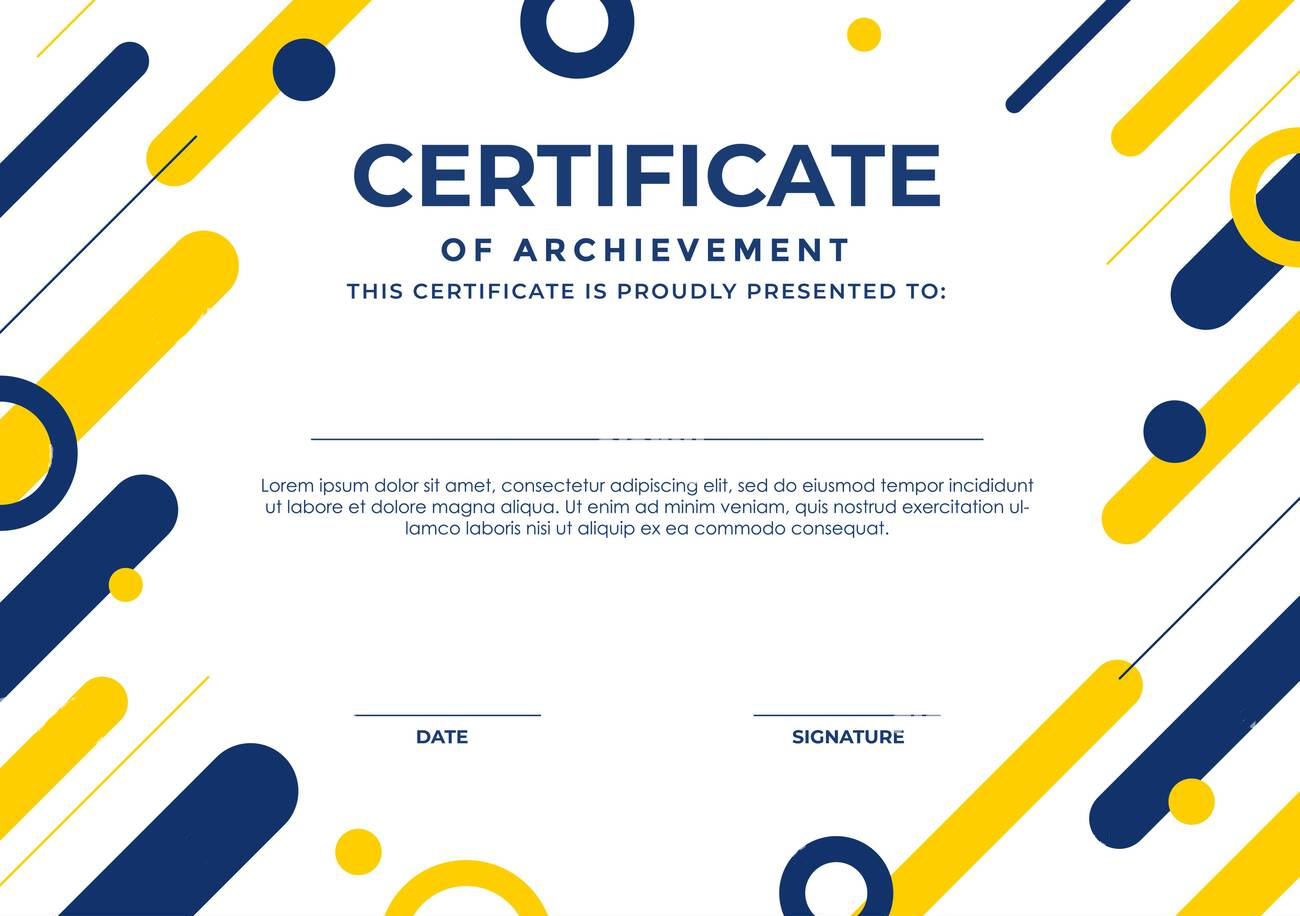 CERTIFICATE
OF ARCHIEVEMENT
THIS CERTIFICATE IS PROUDLY PRESENTED TO:
Lorem ipsum dolor sit amet, consectetur adipiscing elit, sed do eiusmod tempor incididunt
ut labore et dolore magna aliqua. Ut enim ad minim veniam, quis nostrud exercitation ul-
lamco laboris nisi ut aliquip ex ea commodo consequat.
DATE
SIGNATURE